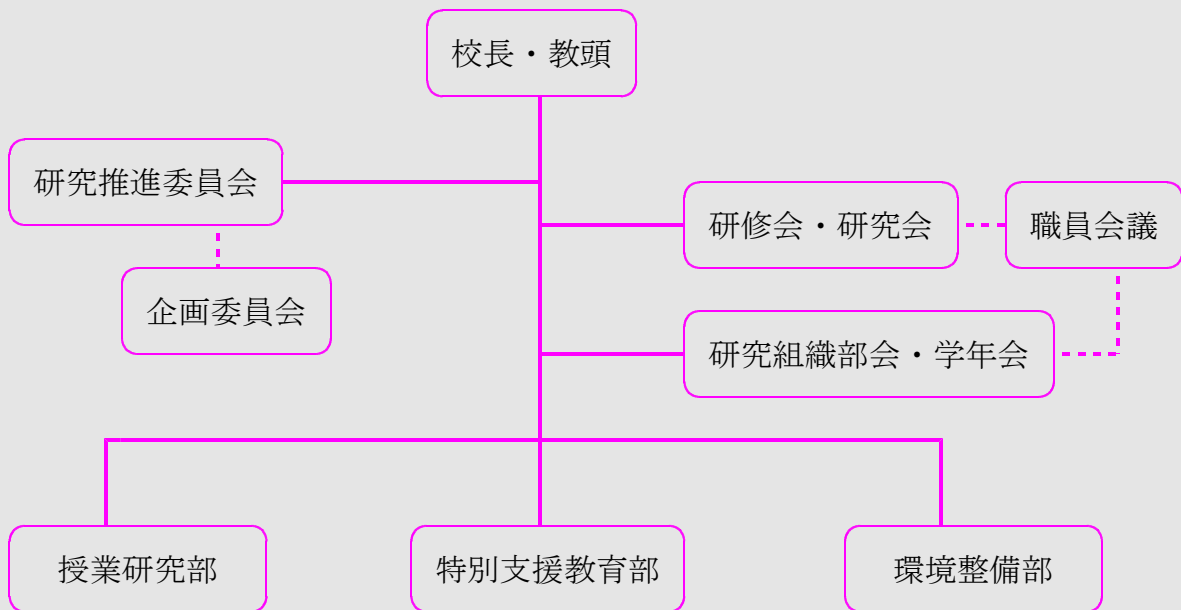 校長・教頭
研究推進委員会
研修会・研究会
職員会議
企画委員会
研究組織部会・学年会
授業研究部
特別支援教育部
環境整備部